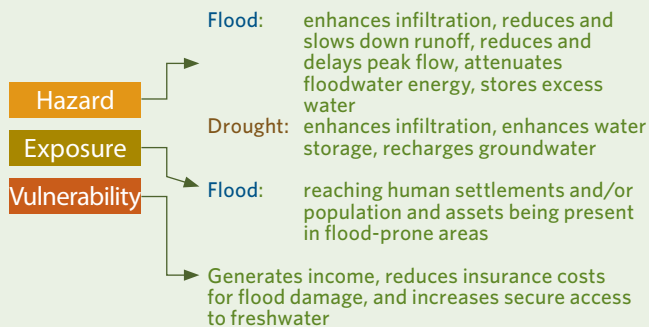 Hazard
Exposure
Vulnerability
Flood: enhances infiltration, reduces and
slows down runoff, reduces and
delays peak flow, attenuates
floodwater energy, stores excess
water
Drought: enhances infiltration, enhances water
storage, recharges groundwater
Flood: reaching human settlements and/or
population and assets being present
in flood-prone areas
Generates income, reduces insurance costs
for flood damage, and increases secure access
to freshwater